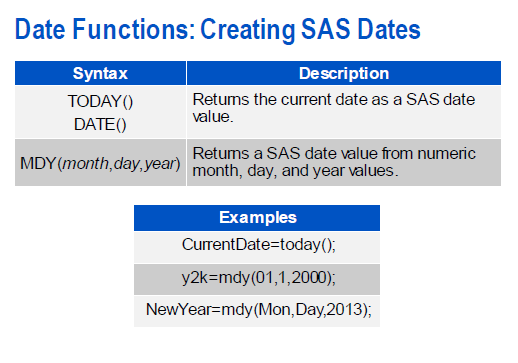 Date Functions: Creating SAS Dates
Syntax
Description
TODAY()
DATE()
Returns the current date as a SAS date
value.
MDY(month,day,year)
Returns a SAS date value from numeric
month, day, and year values.
Examples
CurrentDate=today();
y2k=mdy(01,1,2000);
NewYear=mdy(Mon,Day,2013);